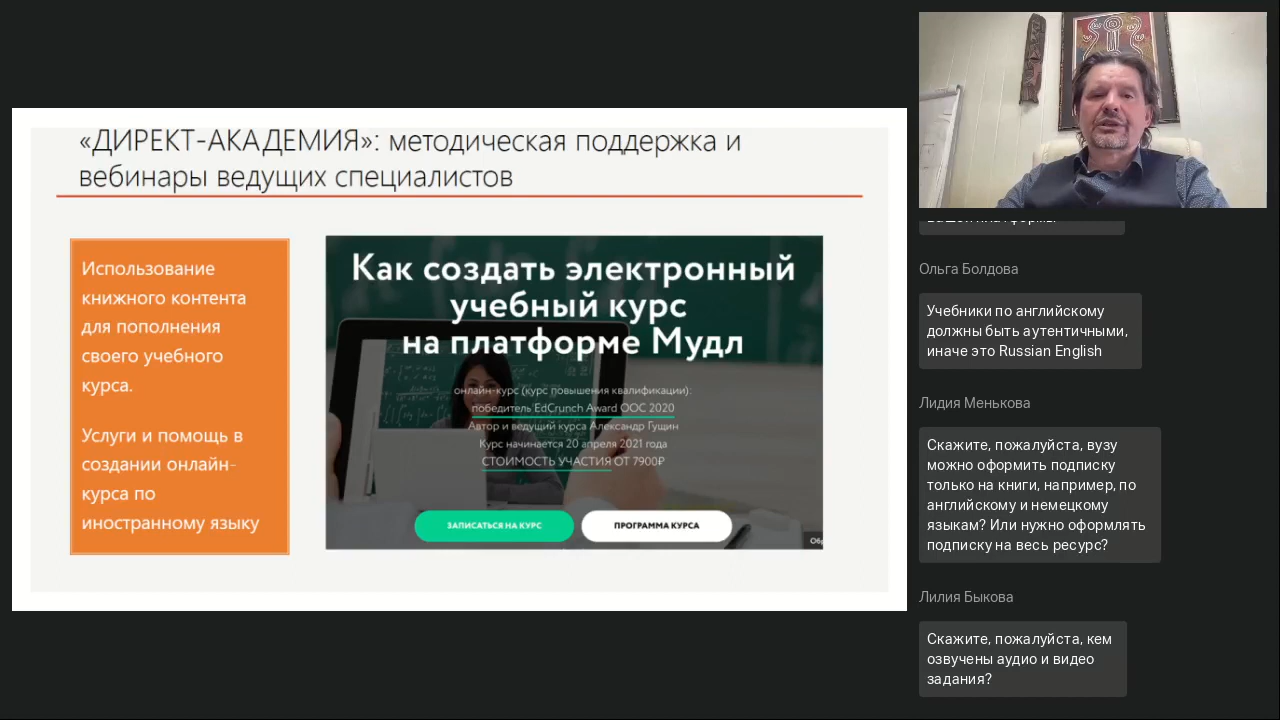 «ДИРЕКТ-АКАДЕМИЯ»: методическая поддержка и
вебинары ведущих специалистов
Использование
книжного контента
для пополнения
своего учебного
курса.
Услуги и помощь в
создании онлайн-
курса по
иностранному языку
Как создать электронный
учебный курс
на платформе Мудл
онлайн-курс (курс повышения квалификации):
победитель EdCrunch Award OOC 2020
Автор и ведущий курса Александр Гущин
Курс начинается 20 апреля 2021 года
СТОИМОСТЬ УЧАСТИЯ ОТ 7900₽
ЗАПИСАТЬСЯ НА КУРС
ПРОГРАММА КУРСА
Ольга Болдова
Учебники по английскому
должны быть аутентичными,
иначе это Russian English
Лидия Менькова
Скажите, пожалуйста, вузу
можно оформить подписку
только на книги, например, по
английскому и немецкому
языкам? Или нужно оформлять
подписку на весь ресурс?
Лилия Быкова
Скажите, пожалуйста, кем
озвучены аудио и видео
задания?